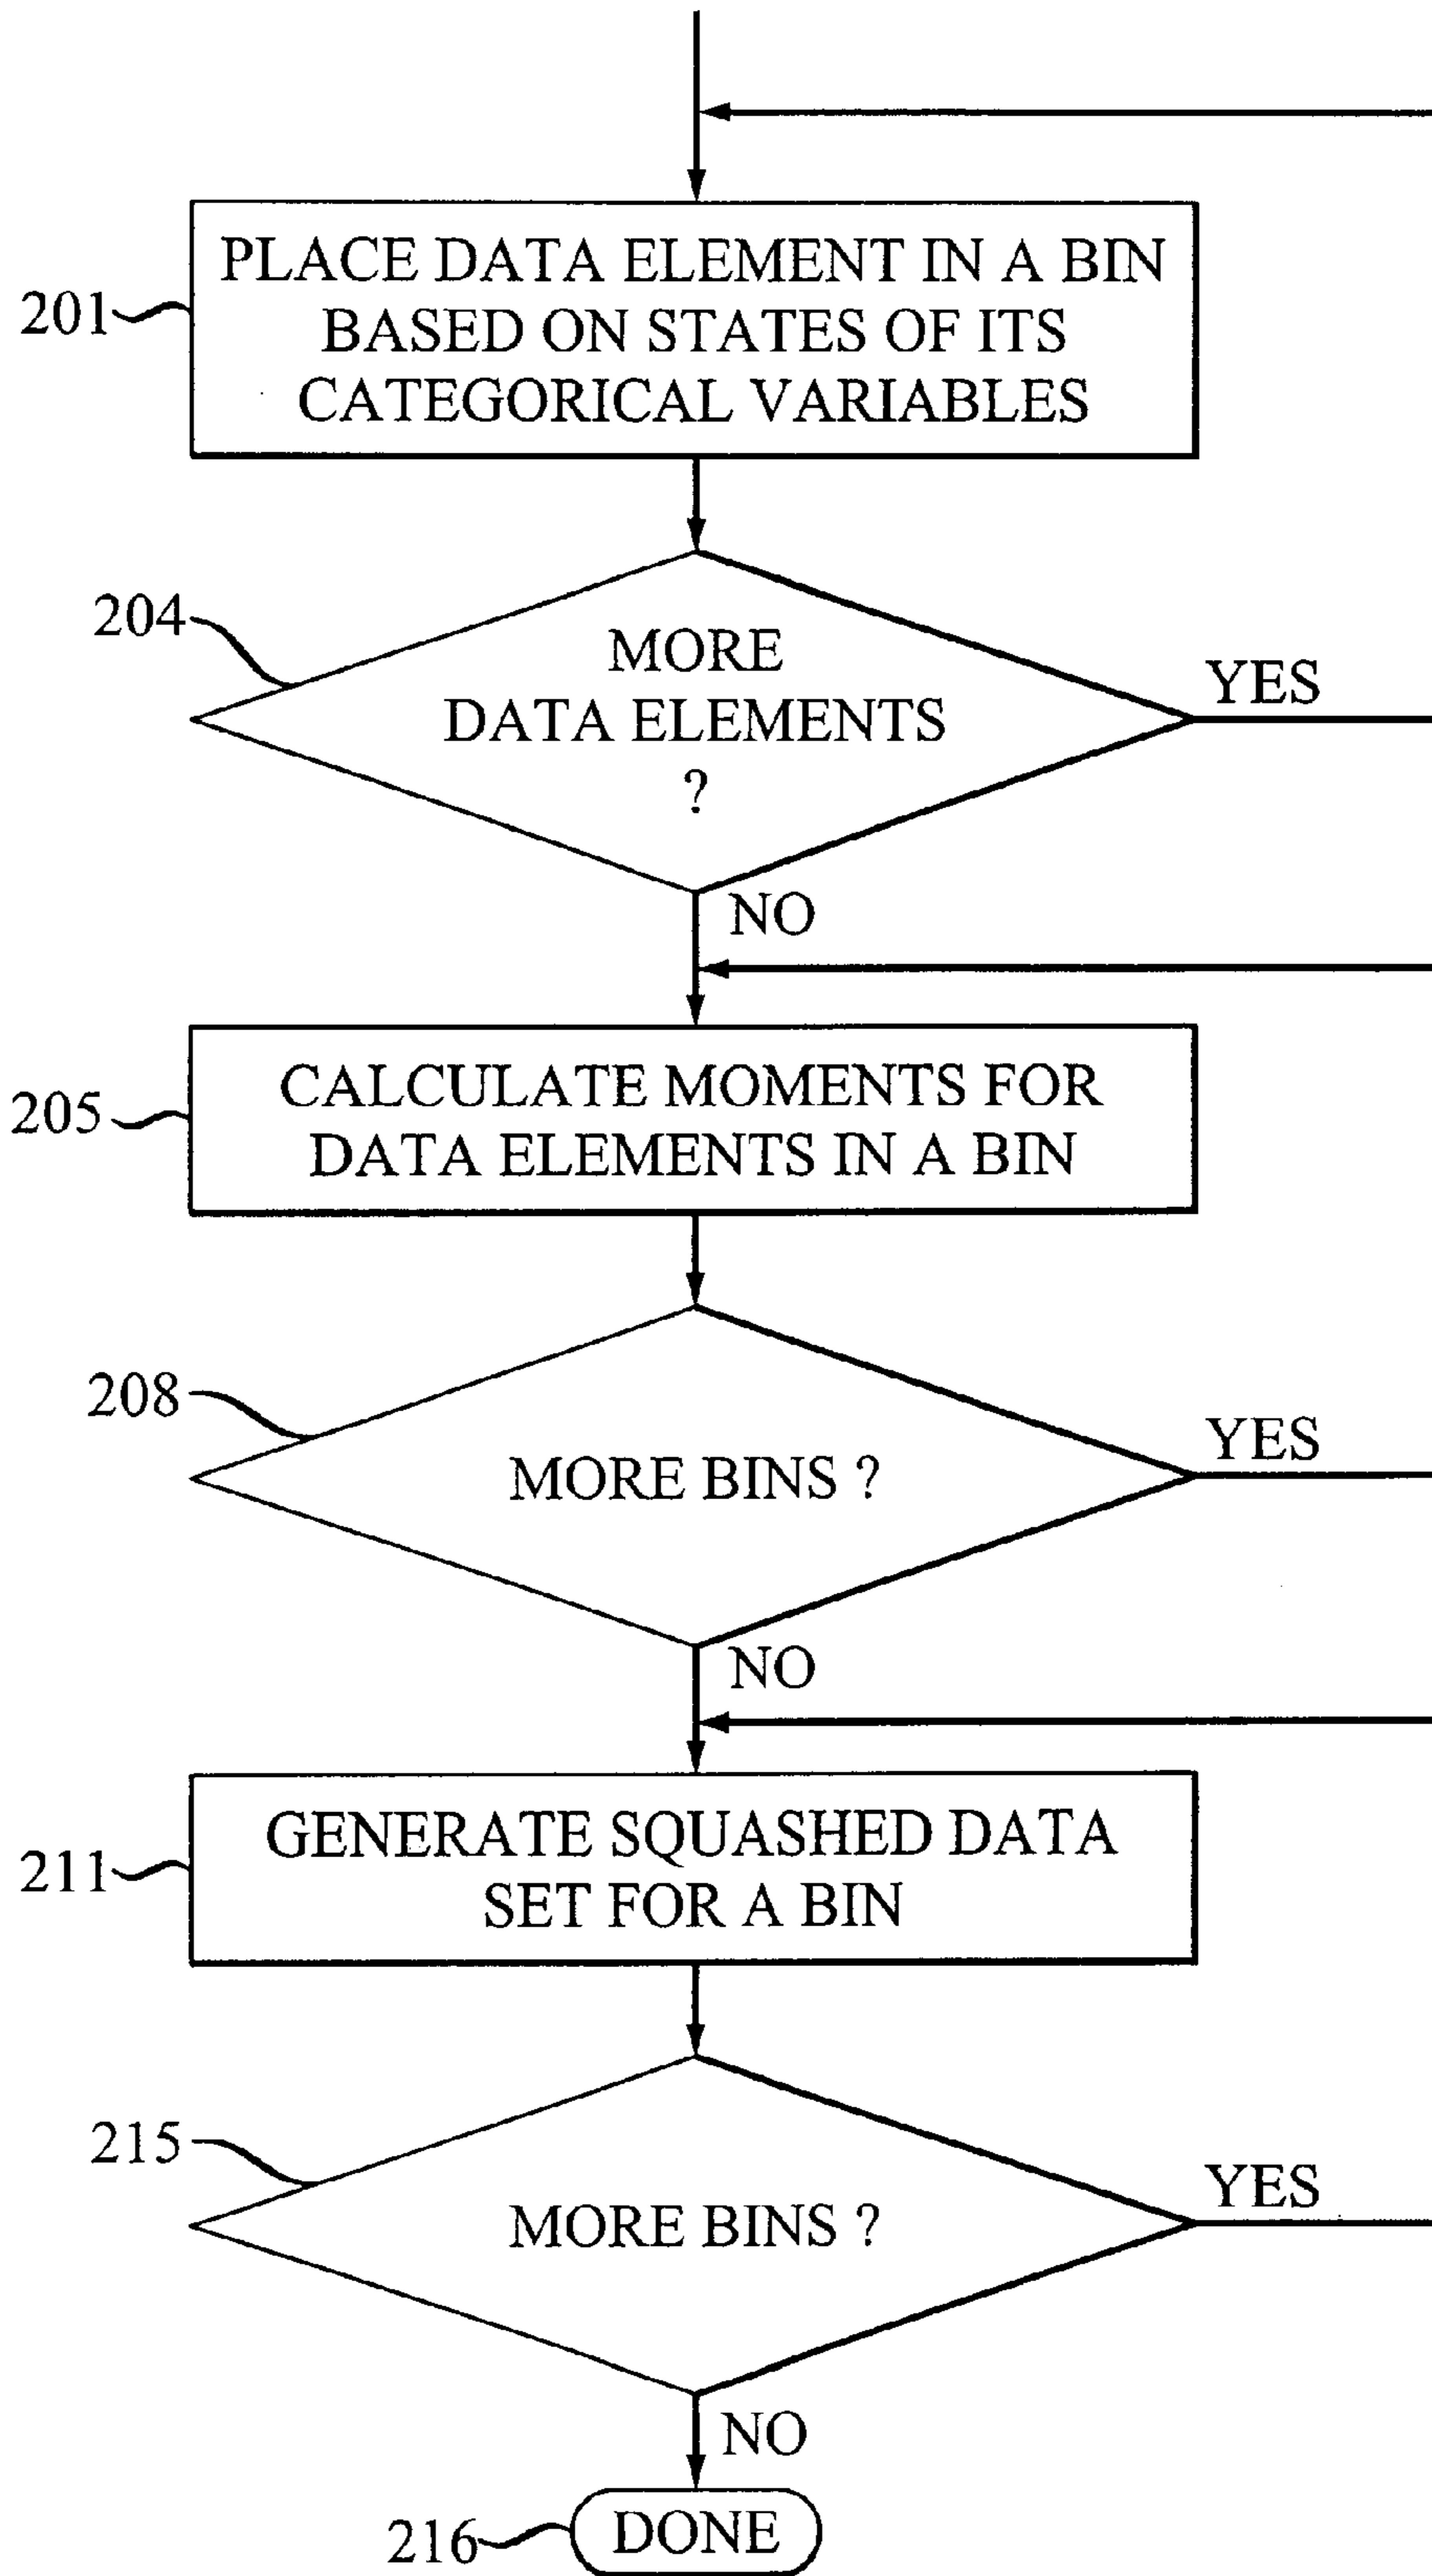 PLACE DATA ELEMENT IN A BIN
BASED ON STATES OF ITS
CATEGORICAL VARIABLES
201
204
MORE
DATA ELEMENTS
?
YES
NO
CALCULATE MOMENTS FOR
DATA ELEMENTS IN A BIN
205
208
MORE BINS ?
YES
NO
GENERATE SQUASHED DATA
SET FOR A BIN
211
215
MORE BINS ?
YES
NO
216
DONE